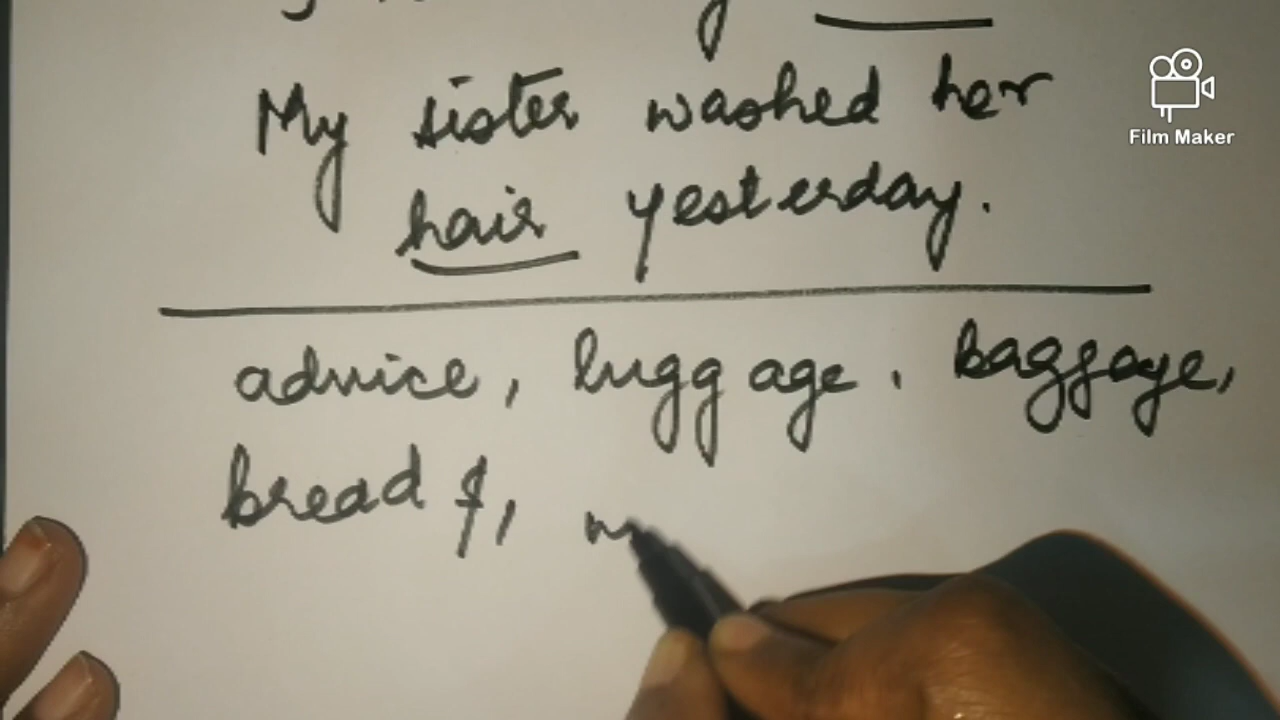 My sister washed her
hair yesterday.
advice, luggage, baggage,
bread
Film Maker